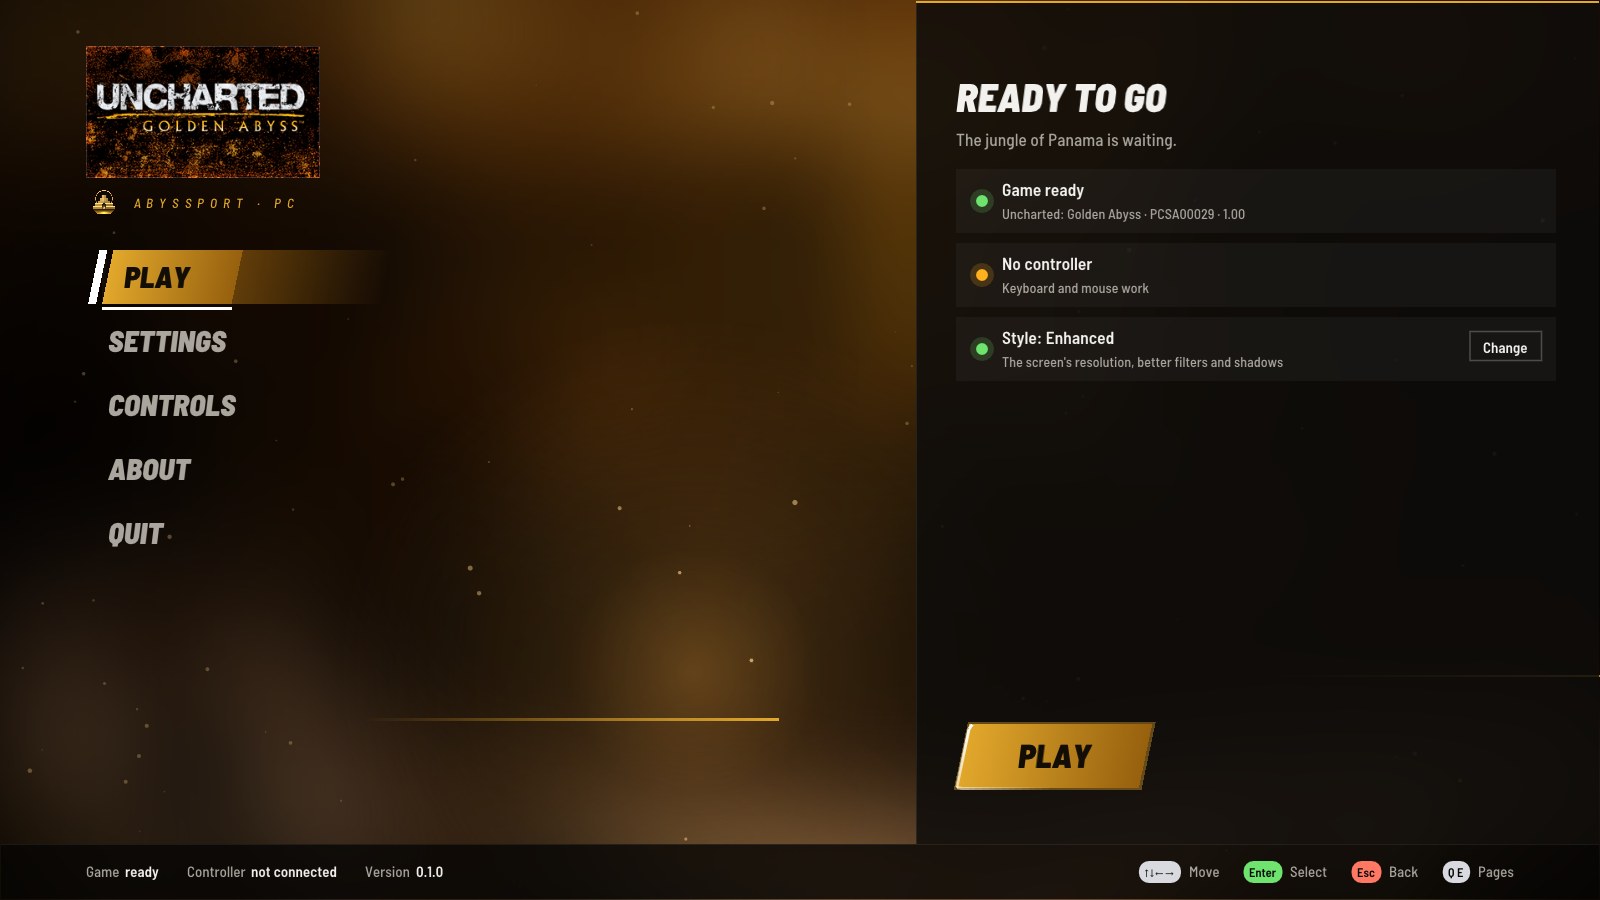 UNCHARTED
GOLDEN ABYSS
ABYSSPORT · PC
PLAY
SETTINGS
CONTROLS
ABOUT
QUIT
READY TO GO
The jungle of Panama is waiting.
Game ready
Uncharted: Golden Abyss · PCSA00029 · 1.00
No controller
Keyboard and mouse work
Style: Enhanced
The screen's resolution, better filters and shadows
Change
PLAY
Game ready Controller not connected Version 0.1.0
↑↓←→ Move Enter Select Esc Back Q E Pages